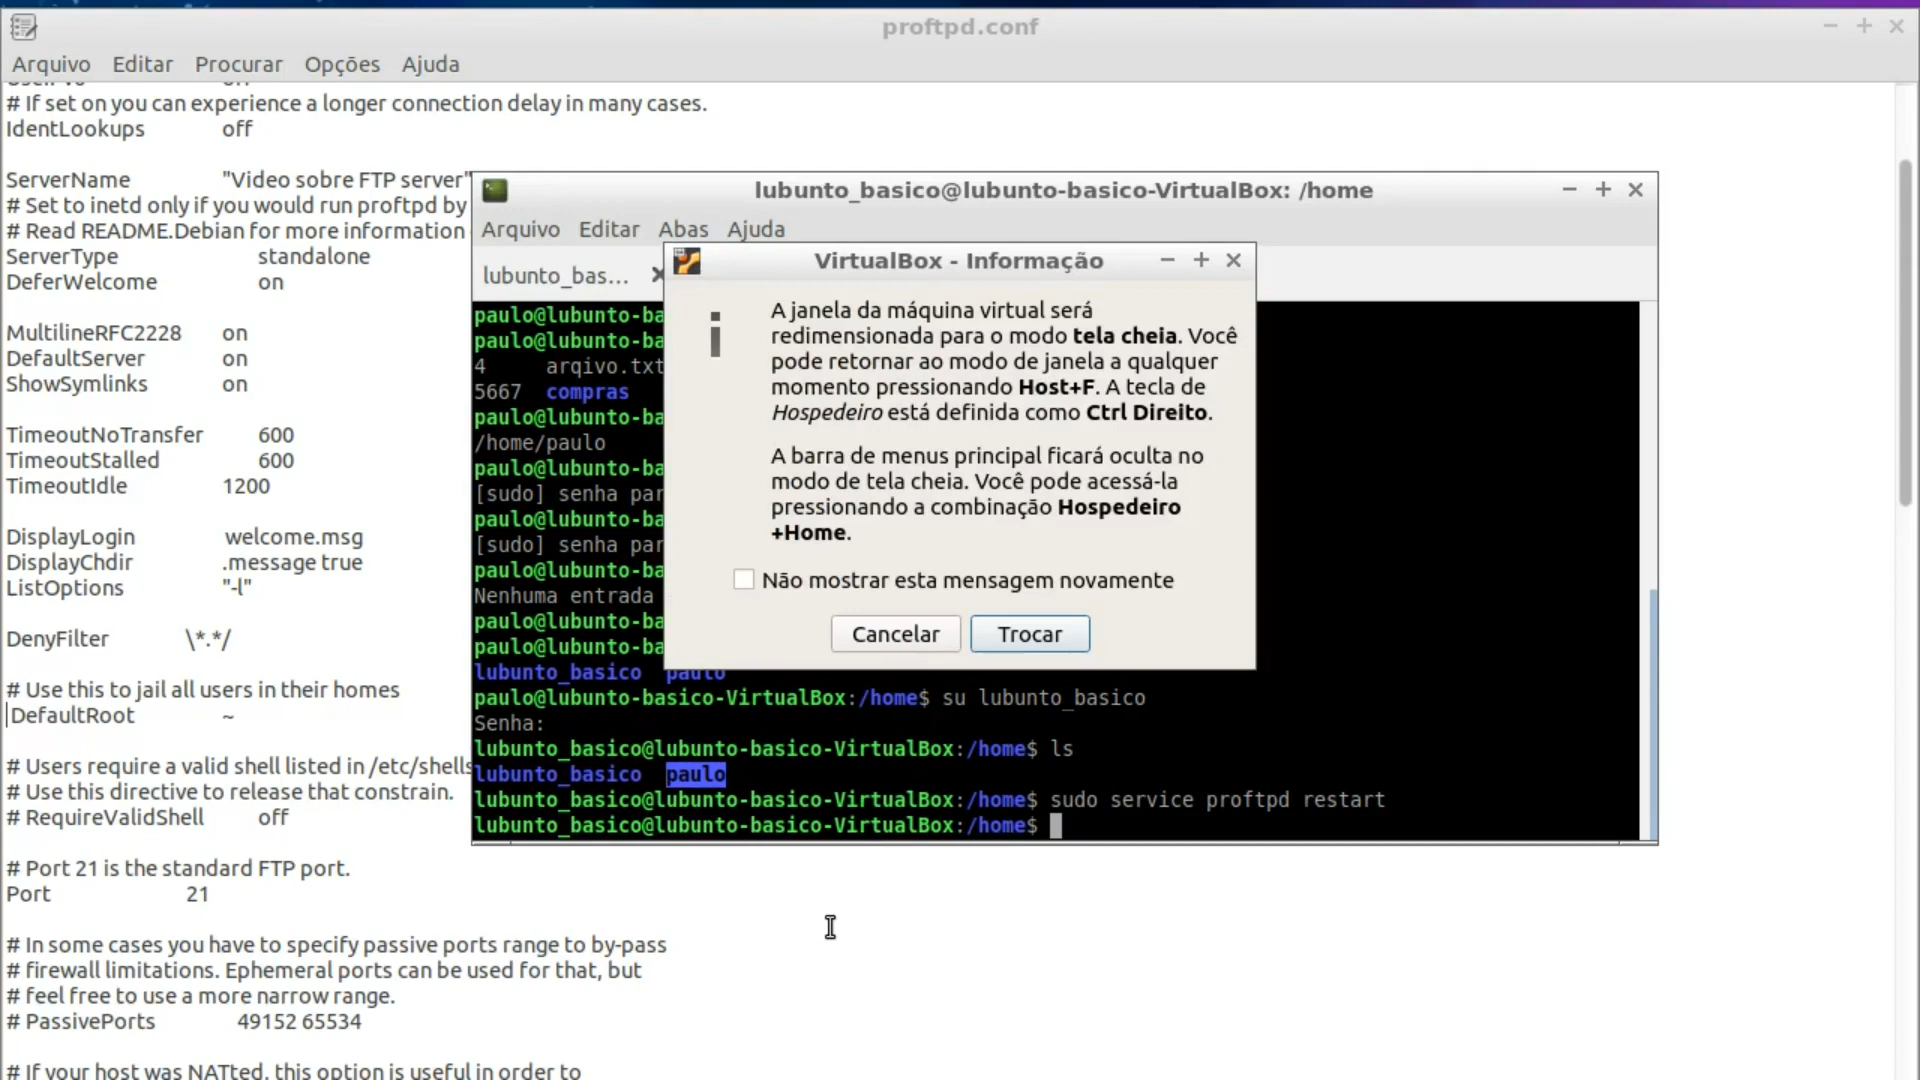 proftpd.conf
Arquivo Editar Procurar Opções Ajuda
# If set on you can experience a longer connection delay in many cases.
IdentLookups off
ServerName "Video sobre FTP server"
# Set to inetd only if you would run proftpd by
# Read README.Debian for more information
ServerType standalone
DeferWelcome on
MultilineRFC2228 on
DefaultServer on
ShowSymlinks on
TimeoutNoTransfer 600
TimeoutStalled 600
TimeoutIdle 1200
DisplayLogin welcome.msg
DisplayChdir .message true
ListOptions "-l"
DenyFilter \*.*/
# Use this to jail all users in their homes
DefaultRoot ~
# Users require a valid shell listed in /etc/shells
# Use this directive to release that constrain.
# RequireValidShell off
# Port 21 is the standard FTP port.
Port 21
# In some cases you have to specify passive ports range to by-pass
# firewall limitations. Ephemeral ports can be used for that, but
# feel free to use a more narrow range.
# PassivePorts 49152 65534
# If your host was NATted, this option is useful in order to
lubunto_basico@lubunto-basico-VirtualBox: /home
Arquivo Editar Abas Ajuda
lubunto_bas...
paulo@lubunto-ba
paulo@lubunto-ba
4 arqivo.txt
5667 compras
paulo@lubunto-ba
/home/paulo
paulo@lubunto-ba
[sudo] senha par
paulo@lubunto-ba
[sudo] senha par
paulo@lubunto-ba
Nenhuma entrada
paulo@lubunto-ba
paulo@lubunto-ba
lubunto_basico paulo
paulo@lubunto-basico-VirtualBox:/home$ su lubunto_basico
Senha:
lubunto_basico@lubunto-basico-VirtualBox:/home$ ls
lubunto_basico paulo
lubunto_basico@lubunto-basico-VirtualBox:/home$ sudo service proftpd restart
lubunto_basico@lubunto-basico-VirtualBox:/home$
VirtualBox - Informação
A janela da máquina virtual será
redimensionada para o modo tela cheia. Você
pode retornar ao modo de janela a qualquer
momento pressionando Host+F. A tecla de
Hospedeiro está definida como Ctrl Direito.
A barra de menus principal ficará oculta no
modo de tela cheia. Você pode acessá-la
pressionando a combinação Hospedeiro
+Home.
Não mostrar esta mensagem novamente
Cancelar Trocar